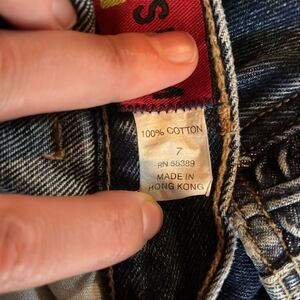 100% COTTON
7
RN 58389
MADE IN
HONG KONG